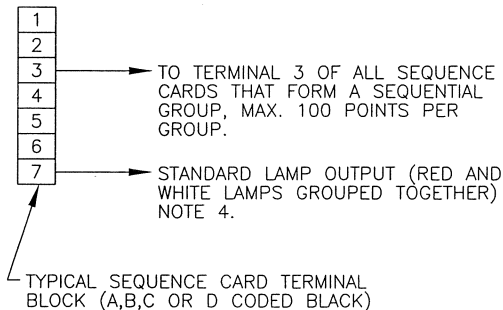 1
2
3
4
5
6
7
TO TERMINAL 3 OF ALL SEQUENCE
CARDS THAT FORM A SEQUENTIAL
GROUP, MAX. 100 POINTS PER
GROUP.
STANDARD LAMP OUTPUT (RED AND
WHITE LAMPS GROUPED TOGETHER)
NOTE 4.
TYPICAL SEQUENCE CARD TERMINAL
BLOCK (A,B,C OR D CODED BLACK)